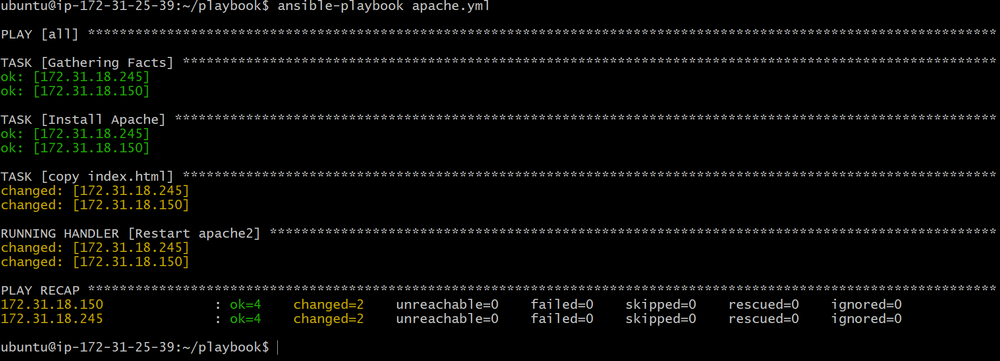 ubuntu@ip-172-31-25-39:~/playbook$ ansible-playbook apache.yml
PLAY [all] *******************************************************************************************************************
TASK [Gathering Facts] *******************************************************************************************************
ok: [172.31.18.245]
ok: [172.31.18.150]
TASK [Install Apache] ********************************************************************************************************
ok: [172.31.18.245]
ok: [172.31.18.150]
TASK [copy index.html] *******************************************************************************************************
changed: [172.31.18.245]
changed: [172.31.18.150]
RUNNING HANDLER [Restart apache2] ********************************************************************************************
changed: [172.31.18.245]
changed: [172.31.18.150]
PLAY RECAP *******************************************************************************************************************
172.31.18.150              : ok=4    changed=2    unreachable=0    failed=0    skipped=0    rescued=0    ignored=0
172.31.18.245              : ok=4    changed=2    unreachable=0    failed=0    skipped=0    rescued=0    ignored=0
ubuntu@ip-172-31-25-39:~/playbook$